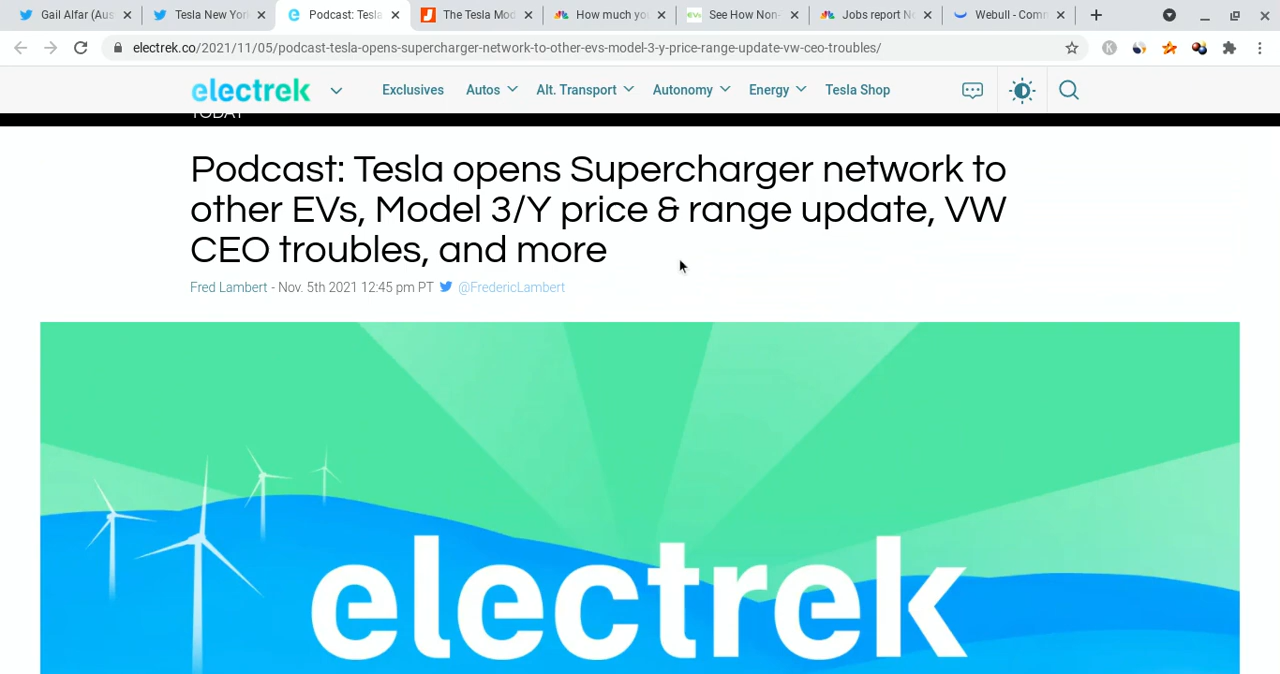 Gail Alfar (Aus
Tesla New Yor
Podcast: Tesla
The Tesla Mod
How much you
See How Non-
Jobs report No
Webull - Comm
electrek.co/2021/11/05/podcast-tesla-opens-supercharger-network-to-other-evs-model-3-y-price-range-update-vw-ceo-troubles/
K
electrek
Exclusives
Autos
Alt. Transport
Autonomy
Energy
Tesla Shop
TODAY
Podcast: Tesla opens Supercharger network to
other EVs, Model 3/Y price & range update, VW
CEO troubles, and more
Fred Lambert - Nov. 5th 2021 12:45 pm PT @FredericLambert
electrek